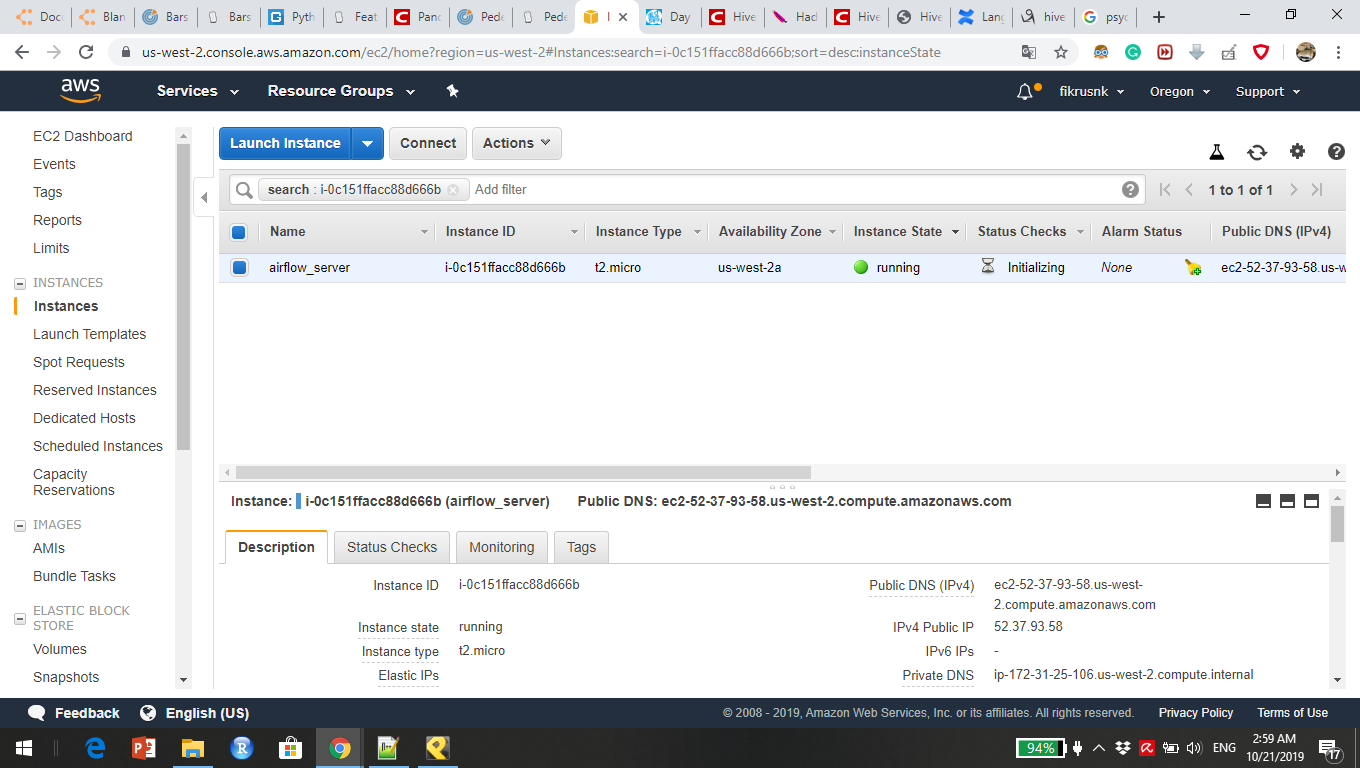 Doc
Blan
Bars
Bars
Pyth
Feat
Panc
Pede
Pede
Day
Hive
Had
Hive
Hive
Lang
hive
psyc
us-west-2.console.aws.amazon.com/ec2/home?region=us-west-2#Instances:search=i-0c151ffacc88d666b;sort=desc:instanceState
aws
Services
Resource Groups
fikrusnk
Oregon
Support
EC2 Dashboard
Events
Tags
Reports
Limits
INSTANCES
Instances
Launch Templates
Spot Requests
Reserved Instances
Dedicated Hosts
Scheduled Instances
Capacity
Reservations
IMAGES
AMIs
Bundle Tasks
ELASTIC BLOCK
STORE
Volumes
Snapshots
Launch Instance
Connect
Actions
search : i-0c151ffacc88d666b Add filter
1 to 1 of 1
Name Instance ID Instance Type Availability Zone Instance State Status Checks Alarm Status Public DNS (IPv4)
airflow_server i-0c151ffacc88d666b t2.micro us-west-2a running Initializing None ec2-52-37-93-58.us-w
Instance: i-0c151ffacc88d666b (airflow_server) Public DNS: ec2-52-37-93-58.us-west-2.compute.amazonaws.com
Description Status Checks Monitoring Tags
Instance ID i-0c151ffacc88d666b
Instance state running
Instance type t2.micro
Elastic IPs
Public DNS (IPv4) ec2-52-37-93-58.us-west-
2.compute.amazonaws.com
IPv4 Public IP 52.37.93.58
IPv6 IPs -
Private DNS ip-172-31-25-106.us-west-2.compute.internal
Feedback English (US)
© 2008 - 2019, Amazon Web Services, Inc. or its affiliates. All rights reserved. Privacy Policy Terms of Use
94%
ENG
2:59 AM
10/21/2019
17